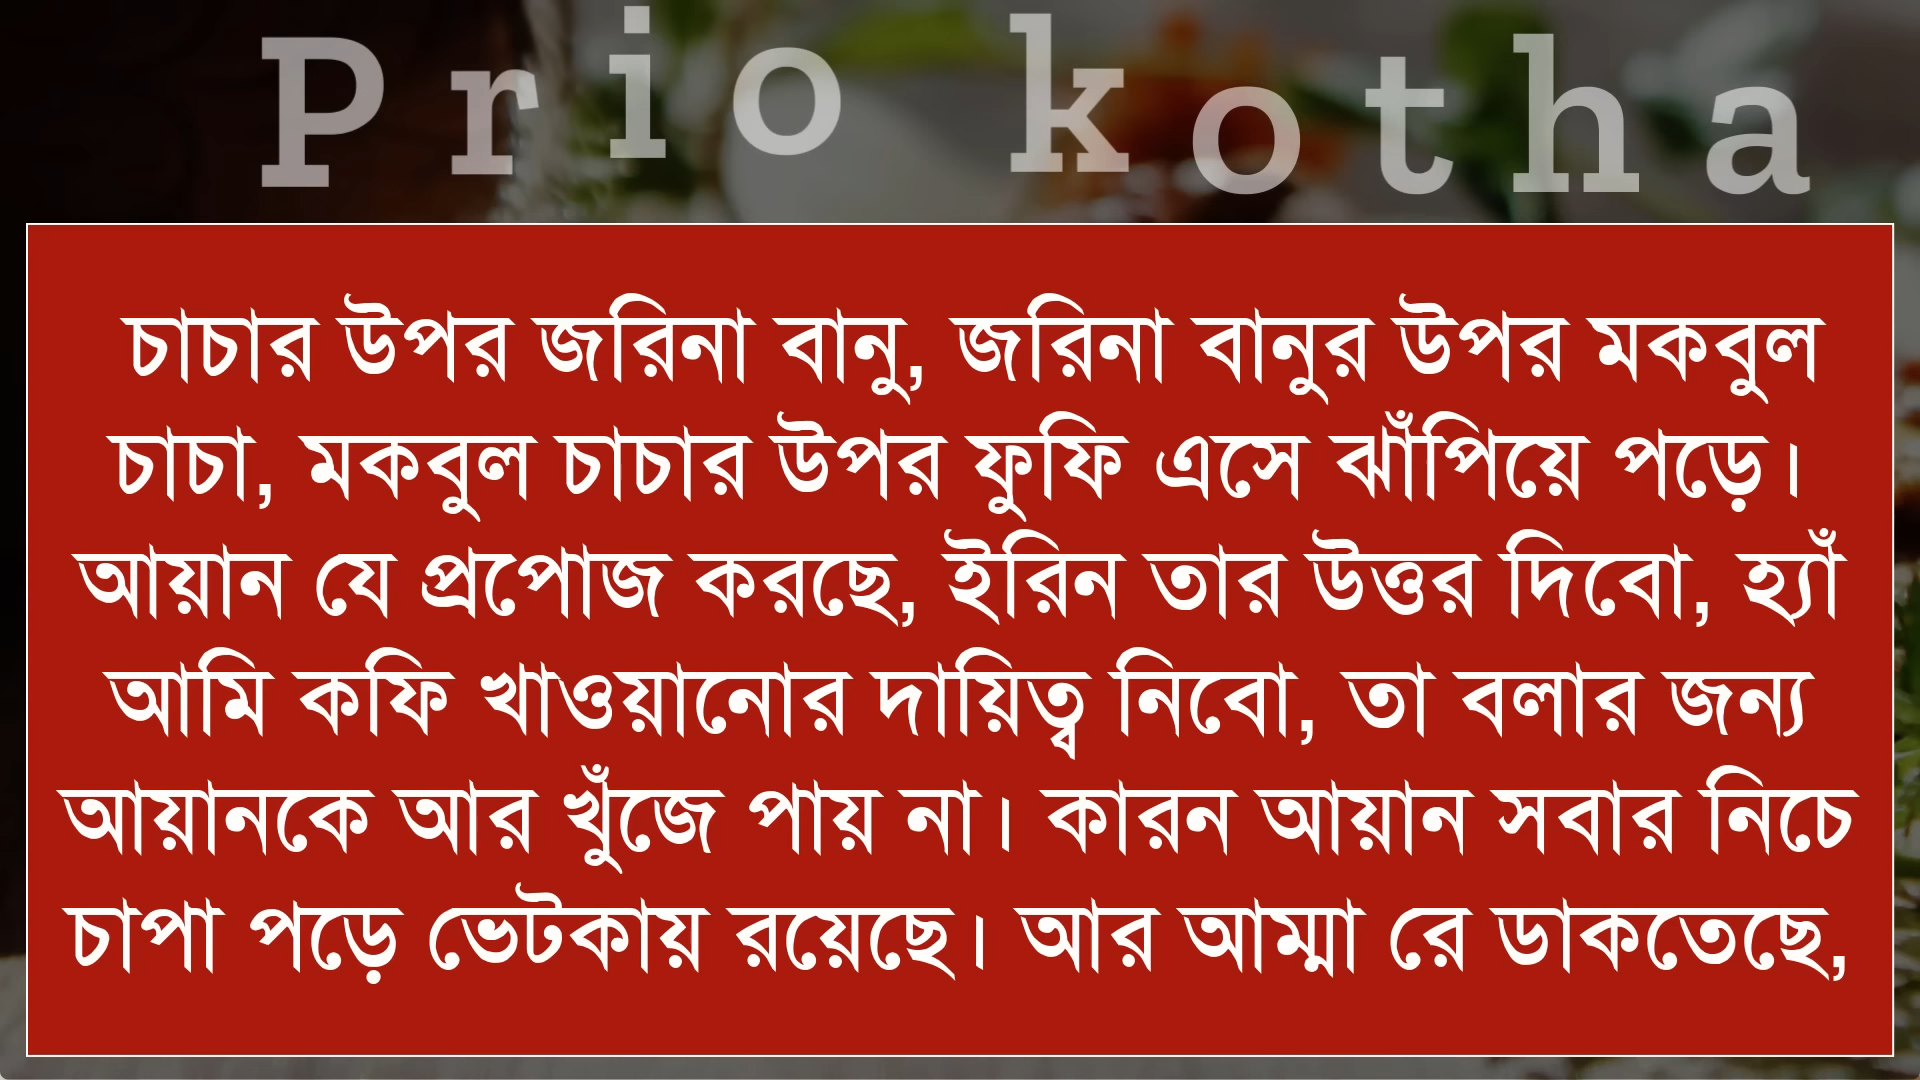 Prio kotha
চাচার উপর জরিনা বানু, জরিনা বানুর উপর মকবুল
চাচা, মকবুল চাচার উপর ফুফি এসে ঝাঁপিয়ে পড়ে।
আয়ান যে প্রপোজ করছে, ইরিন তার উত্তর দিবো, হ্যাঁ
আমি কফি খাওয়ানোর দায়িত্ব নিবো, তা বলার জন্য
আয়ানকে আর খুঁজে পায় না। কারন আয়ান সবার নিচে
চাপা পড়ে ভেটকায় রয়েছে। আর আম্মা রে ডাকতেছে,